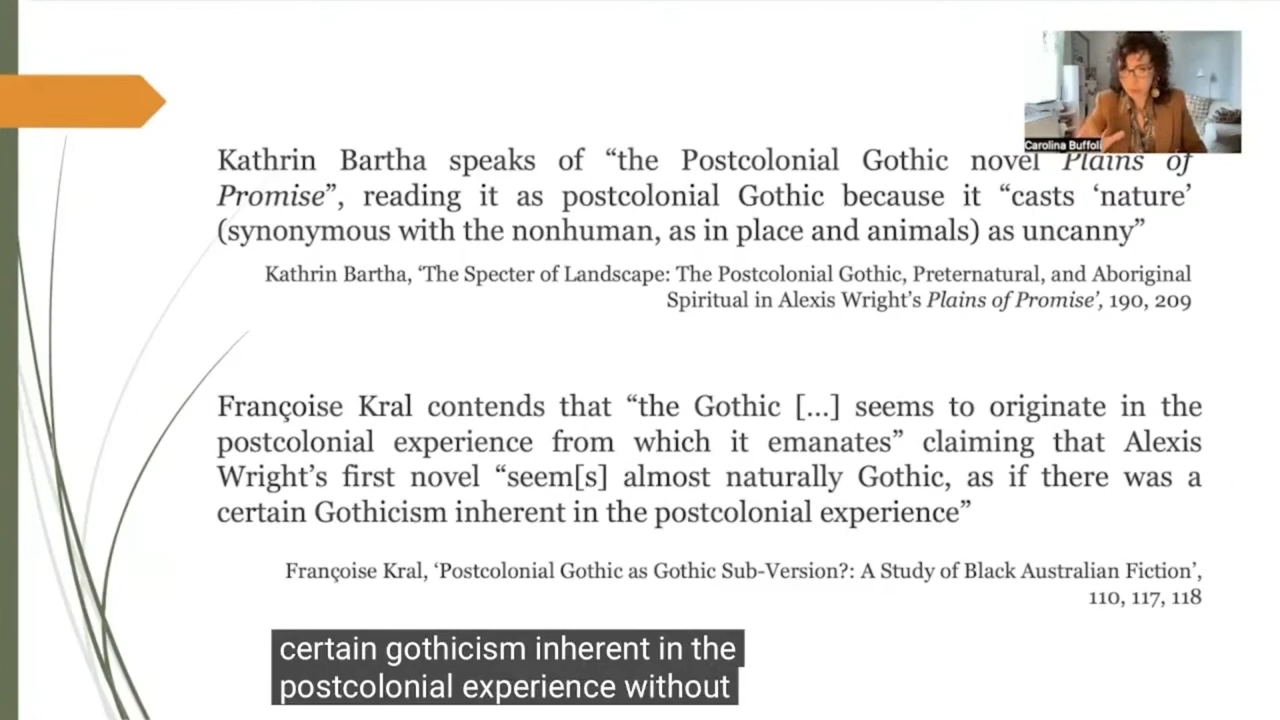 Carolina Buffoli
Kathrin Bartha speaks of “the Postcolonial Gothic novel Plains of
Promise”, reading it as postcolonial Gothic because it “casts ‘nature’
(synonymous with the nonhuman, as in place and animals) as uncanny”
Kathrin Bartha, ‘The Specter of Landscape: The Postcolonial Gothic, Preternatural, and Aboriginal
Spiritual in Alexis Wright’s Plains of Promise’, 190, 209
Françoise Kral contends that “the Gothic [...] seems to originate in the
postcolonial experience from which it emanates” claiming that Alexis
Wright’s first novel “seem[s] almost naturally Gothic, as if there was a
certain Gothicism inherent in the postcolonial experience”
Françoise Kral, ‘Postcolonial Gothic as Gothic Sub-Version?: A Study of Black Australian Fiction’,
110, 117, 118
certain gothicism inherent in the
postcolonial experience without